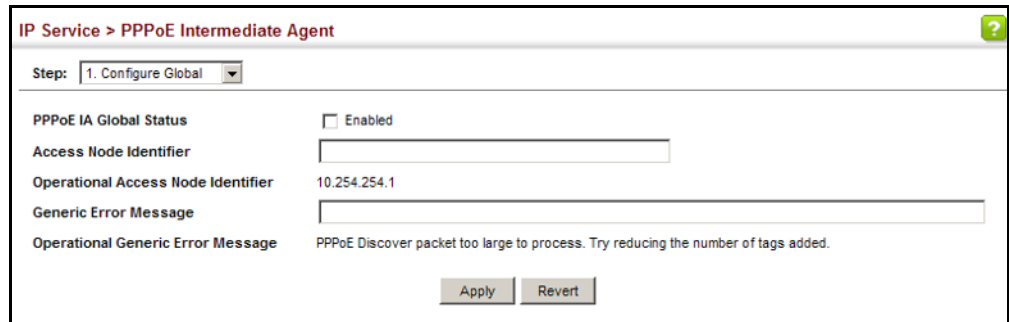 IP Service > PPPoE Intermediate Agent
?
Step: 1. Configure Global
PPPoE IA Global Status Enabled
Access Node Identifier
Operational Access Node Identifier 10.254.254.1
Generic Error Message
Operational Generic Error Message PPPoE Discover packet too large to process. Try reducing the number of tags added.
Apply Revert